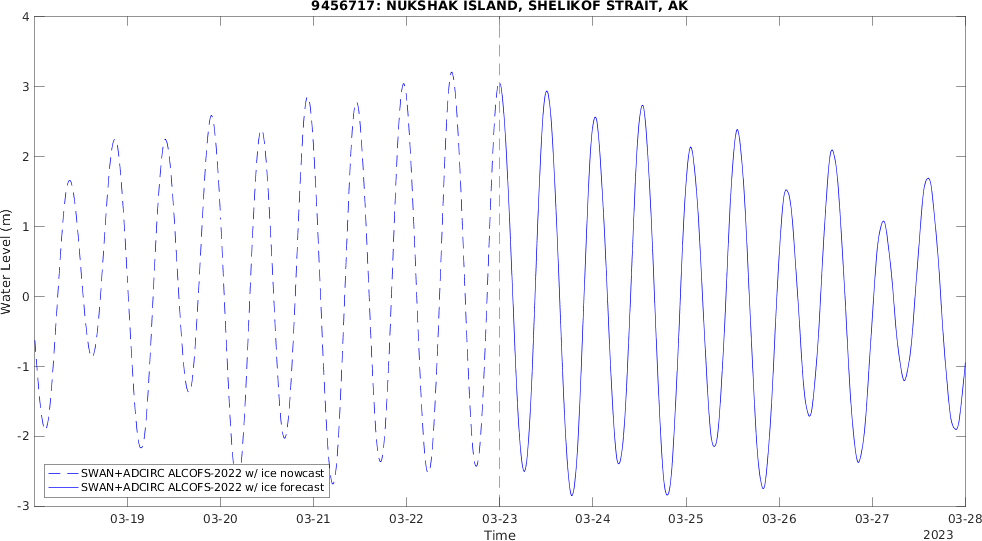 9456717: NUKSHAK ISLAND, SHELIKOF STRAIT, AK
4
3
2
1
0
-1
-2
-3
Water Level (m)
SWAN+ADCIRC ALCOFS-2022 w/ ice nowcast
SWAN+ADCIRC ALCOFS-2022 w/ ice forecast
03-19 03-20 03-21 03-22 03-23 03-24 03-25 03-26 03-27 03-28
Time
2023